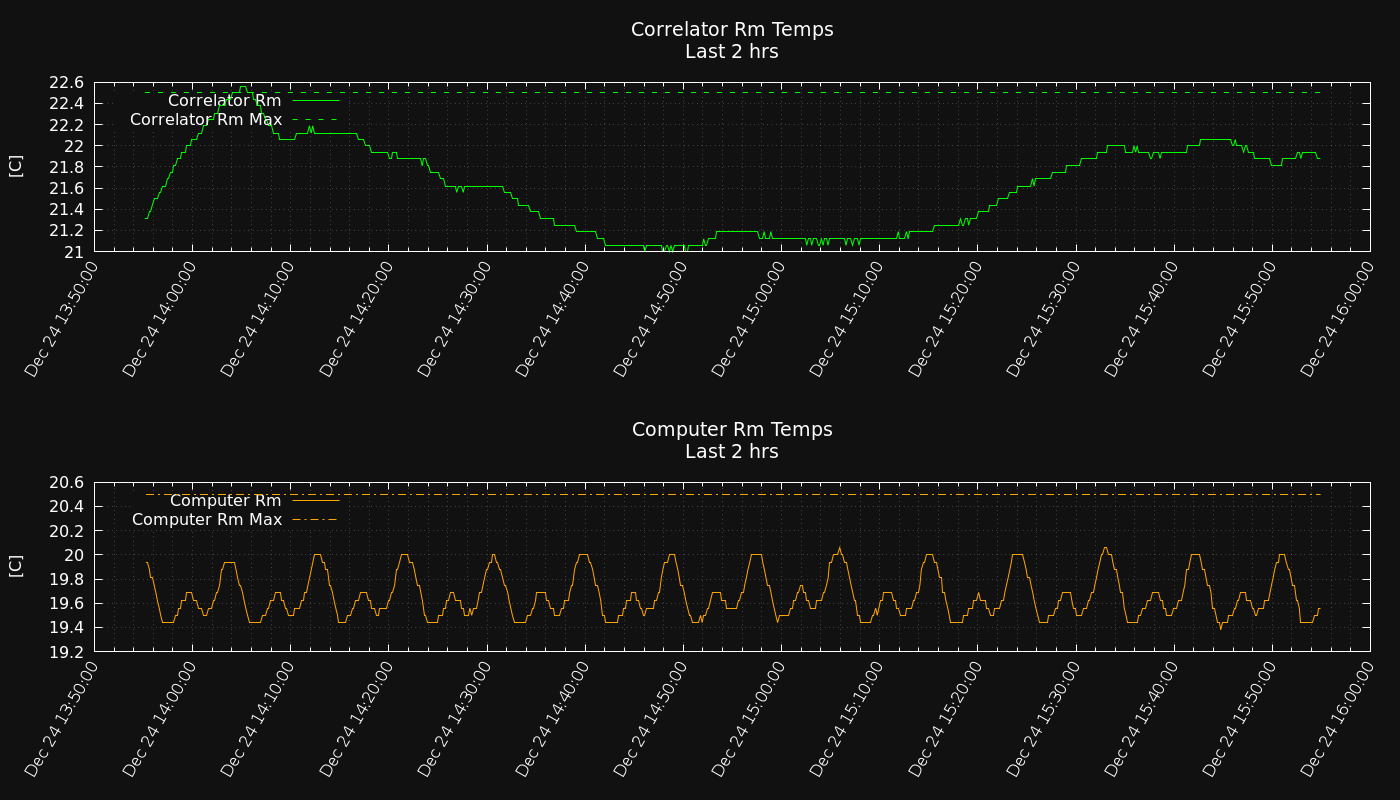 Correlator Rm Temps
Last 2 hrs
22.6
22.4
22.2
22
21.8
21.6
21.4
21.2
21
[C]
Correlator Rm
Correlator Rm Max
Dec 24 13:50:00
Dec 24 14:00:00
Dec 24 14:10:00
Dec 24 14:20:00
Dec 24 14:30:00
Dec 24 14:40:00
Dec 24 14:50:00
Dec 24 15:00:00
Dec 24 15:10:00
Dec 24 15:20:00
Dec 24 15:30:00
Dec 24 15:40:00
Dec 24 15:50:00
Dec 24 16:00:00
Computer Rm Temps
Last 2 hrs
20.6
20.4
20.2
20
19.8
19.6
19.4
19.2
[C]
Computer Rm
Computer Rm Max
Dec 24 13:50:00
Dec 24 14:00:00
Dec 24 14:10:00
Dec 24 14:20:00
Dec 24 14:30:00
Dec 24 14:40:00
Dec 24 14:50:00
Dec 24 15:00:00
Dec 24 15:10:00
Dec 24 15:20:00
Dec 24 15:30:00
Dec 24 15:40:00
Dec 24 15:50:00
Dec 24 16:00:00